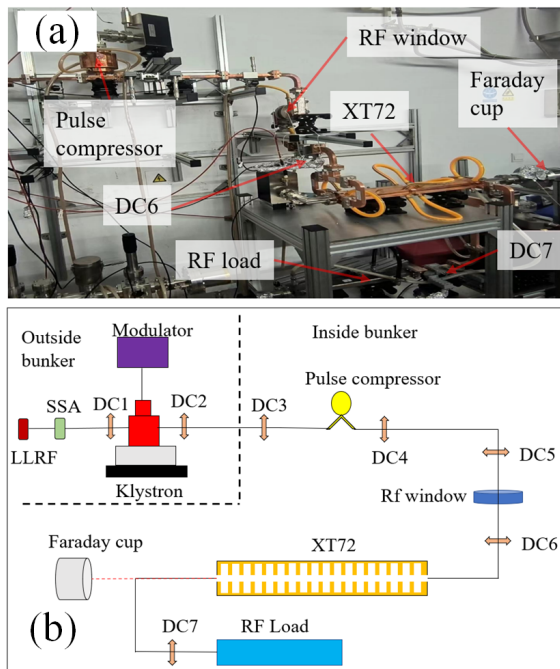 (a)
RF window
Faraday
cup
XT72
Pulse
compressor
DC6
RF load
DC7
Outside
bunker
Modulator
Inside bunker
Pulse compressor
SSA
DC1
DC2
DC3
LLRF
Klystron
DC4
DC5
Rf window
DC6
Faraday cup
XT72
(b)
DC7
RF Load